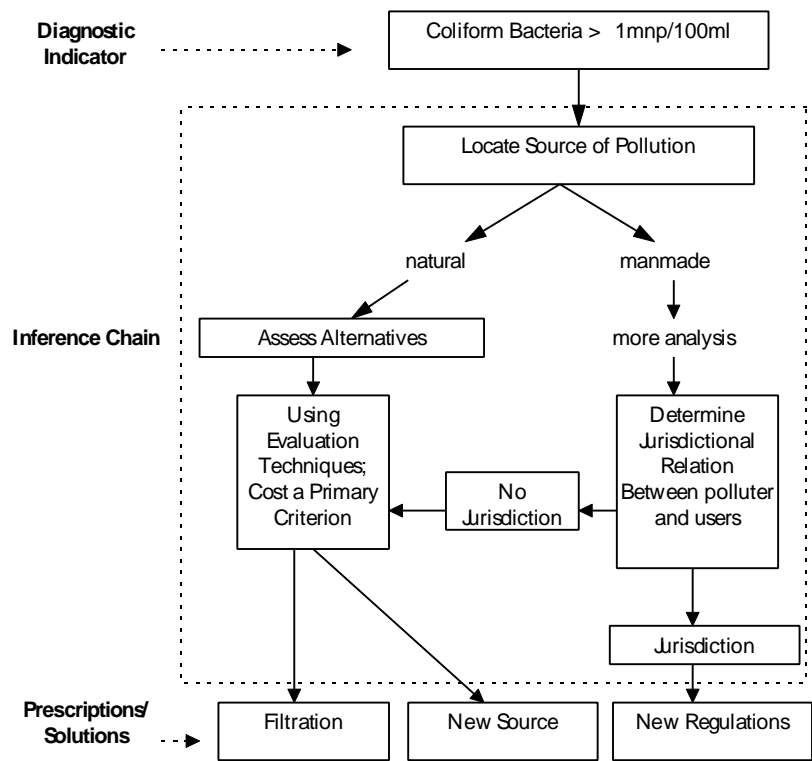 Diagnostic
Indicator
Coliform Bacteria > 1mnp/100ml
Locate Source of Pollution
natural
manmade
Inference Chain
Assess Alternatives
more analysis
Using
Evaluation
Techniques;
Cost a Primary
Criterion
No
Jurisdiction
Determine
Jurisdictional
Relation
Between polluter
and users
Jurisdiction
Prescriptions/
Solutions
Filtration
New Source
New Regulations